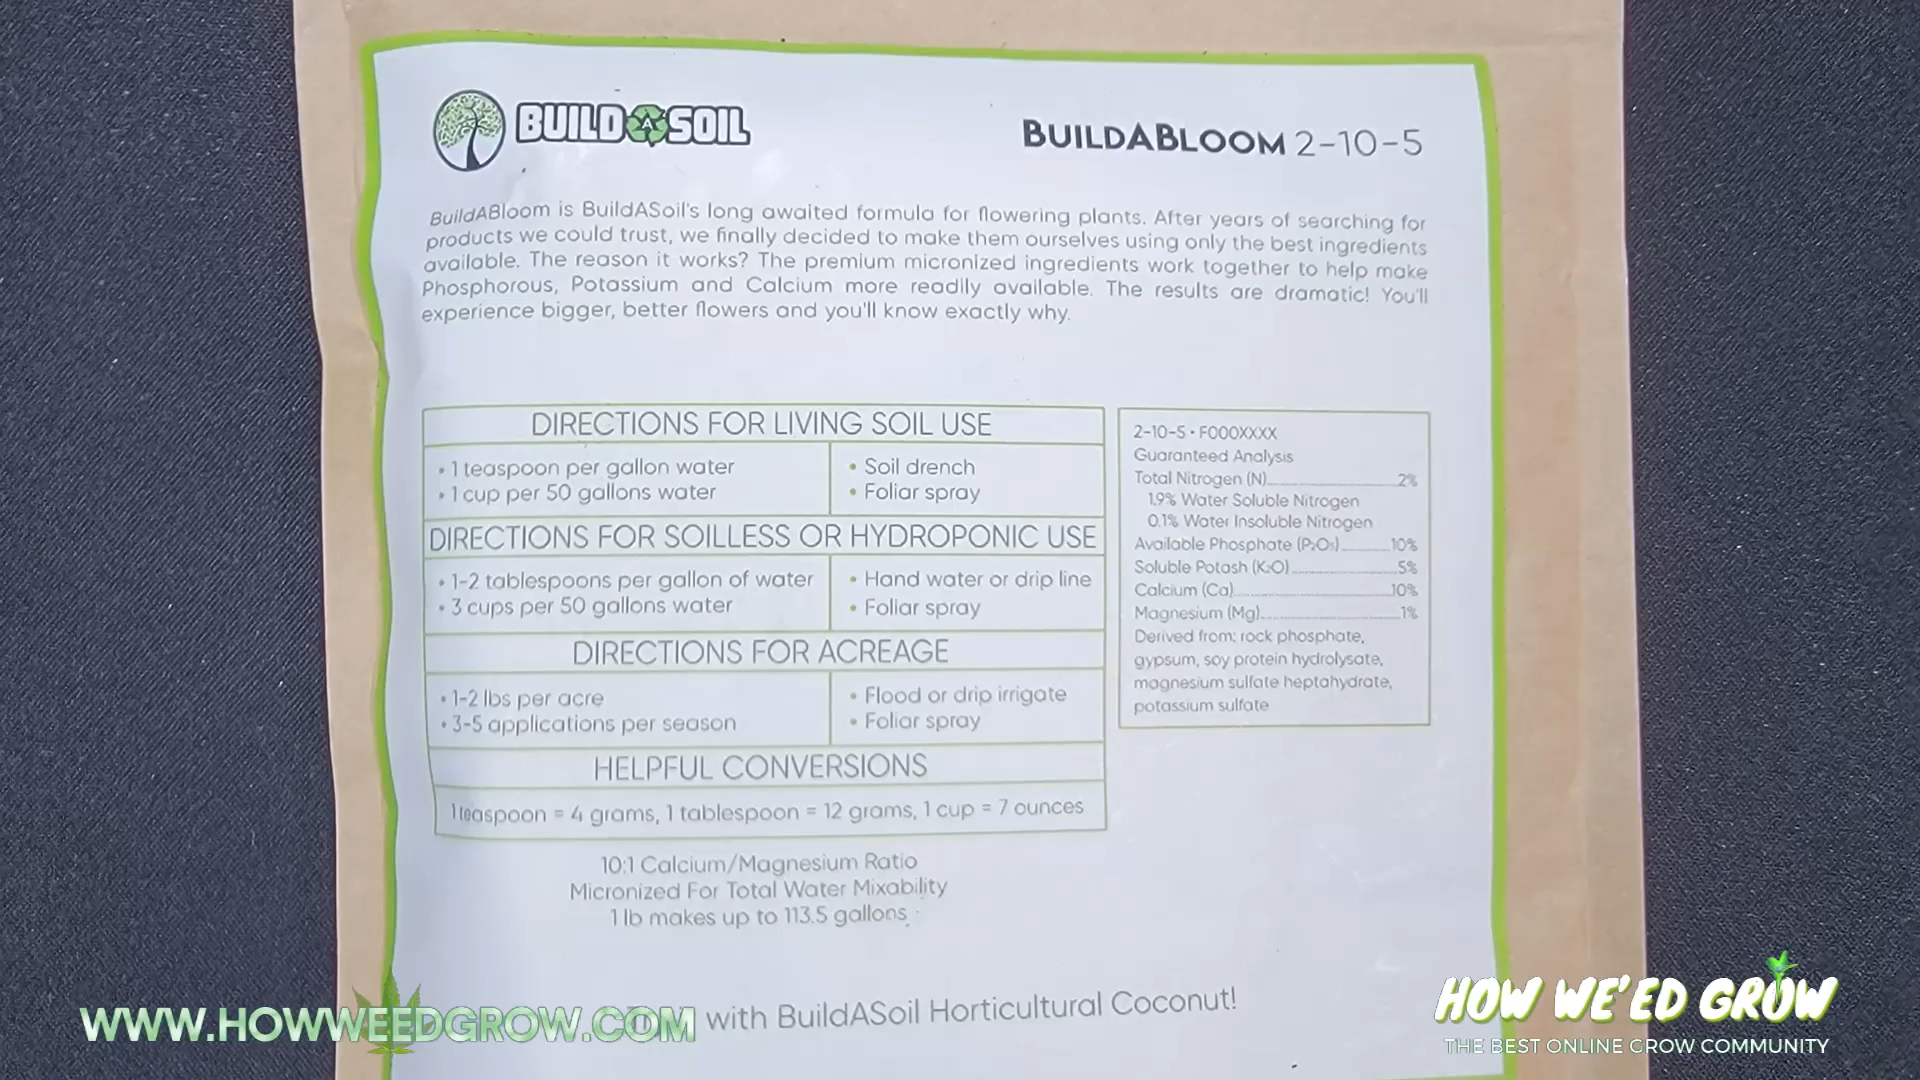 BUILD A SOIL
BUILDABLOOM 2-10-5
BuildABloom is BuildASoil's long awaited formula for flowering plants. After years of searching for
products we could trust, we finally decided to make them ourselves using only the best ingredients
available. The reason it works? The premium micronized ingredients work together to help make
Phosphorous, Potassium and Calcium more readily available. The results are dramatic! You'll
experience bigger, better flowers and you'll know exactly why.
DIRECTIONS FOR LIVING SOIL USE
• 1 teaspoon per gallon water
• 1 cup per 50 gallons water
• Soil drench
• Foliar spray
DIRECTIONS FOR SOILLESS OR HYDROPONIC USE
• 1-2 tablespoons per gallon of water
• 3 cups per 50 gallons water
• Hand water or drip line
• Foliar spray
DIRECTIONS FOR ACREAGE
• 1-2 lbs per acre
• 3-5 applications per season
• Flood or drip irrigate
• Foliar spray
HELPFUL CONVERSIONS
1 teaspoon = 4 grams, 1 tablespoon = 12 grams, 1 cup = 7 ounces
10:1 Calcium/Magnesium Ratio
Micronized For Total Water Mixability
1 lb makes up to 113.5 gallons
2-10-5 • F000XXXX
Guaranteed Analysis
Total Nitrogen (N) 2%
1.9% Water Soluble Nitrogen
0.1% Water Insoluble Nitrogen
Available Phosphate (P₂O₅) 10%
Soluble Potash (K₂O) 5%
Calcium (Ca) 10%
Magnesium (Mg) 1%
Derived from: rock phosphate,
gypsum, soy protein hydrolysate,
magnesium sulfate heptahydrate,
potassium sulfate
with BuildASoil Horticultural Coconut!
WWW.HOWWEEDGROW.COM
HOW WE'ED GROW
THE BEST ONLINE GROW COMMUNITY